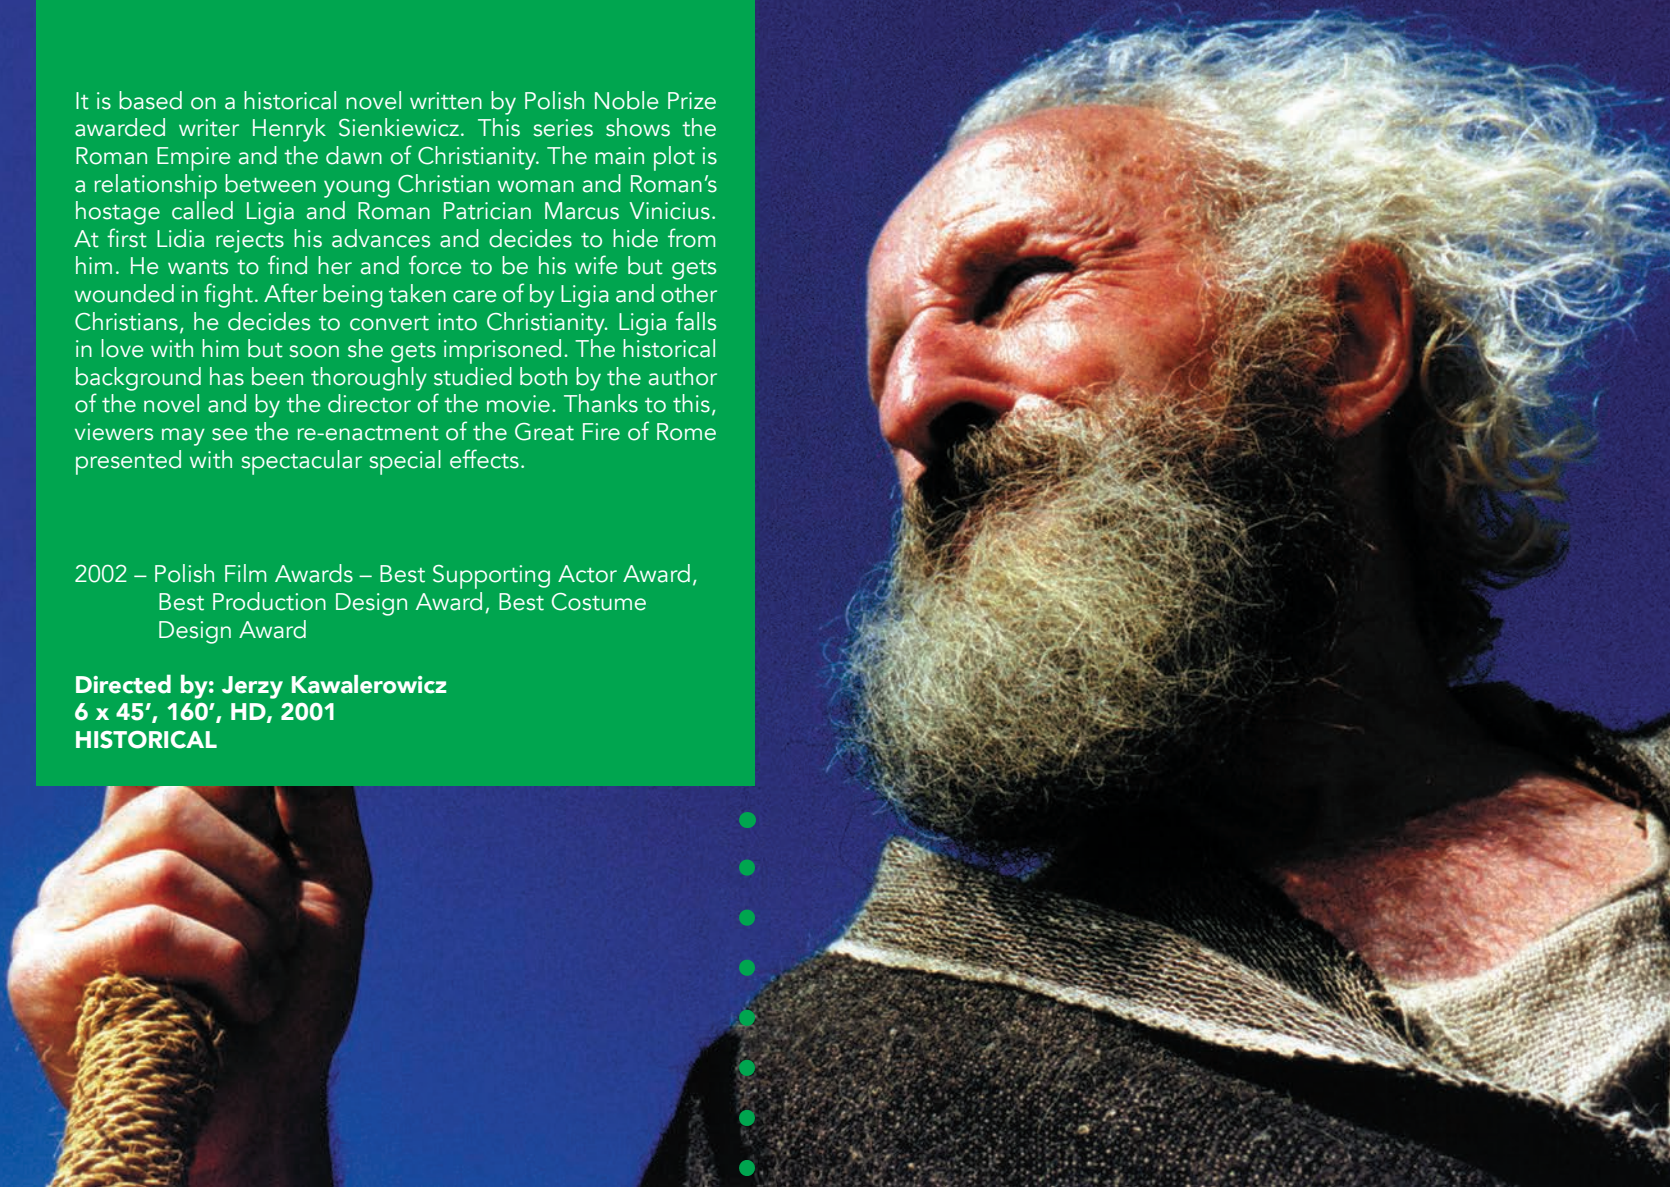 It is based on a historical novel written by Polish Noble Prize
awarded writer Henryk Sienkiewicz. This series shows the
Roman Empire and the dawn of Christianity. The main plot is
a relationship between young Christian woman and Roman’s
hostage called Ligia and Roman Patrician Marcus Vinicius.
At first Lidia rejects his advances and decides to hide from
him. He wants to find her and force to be his wife but gets
wounded in fight. After being taken care of by Ligia and other
Christians, he decides to convert into Christianity. Ligia falls
in love with him but soon she gets imprisoned. The historical
background has been thoroughly studied both by the author
of the novel and by the director of the movie. Thanks to this,
viewers may see the re-enactment of the Great Fire of Rome
presented with spectacular special effects.
2002 – Polish Film Awards – Best Supporting Actor Award,
Best Production Design Award, Best Costume
Design Award
Directed by: Jerzy Kawalerowicz
6 x 45’, 160’, HD, 2001
HISTORICAL